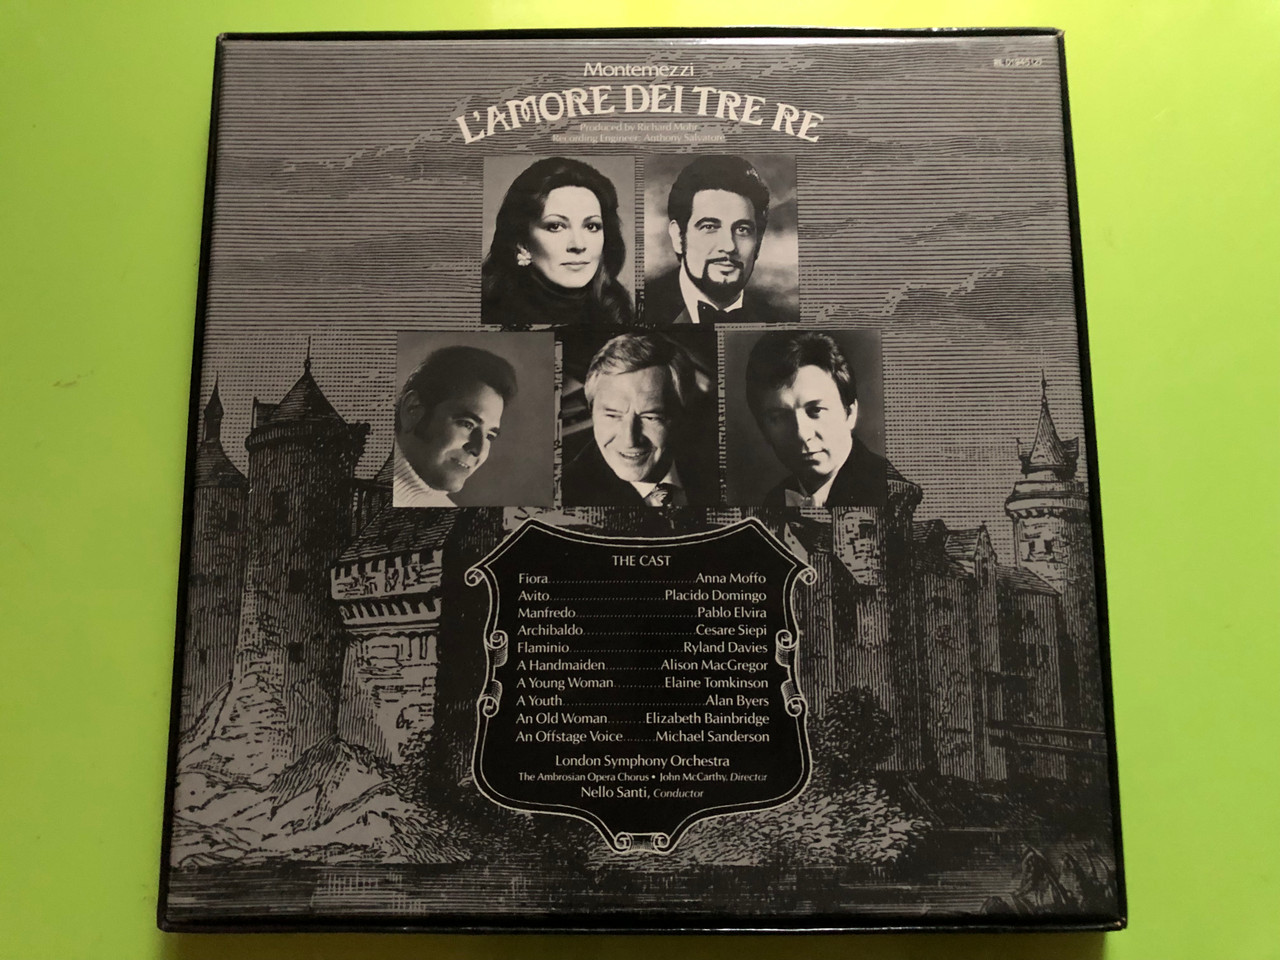 Montemezzi
L'AMORE DEI TRE RE
Produced by Richard Mohr
Recording Engineer: Anthony Salvatore
THE CAST
Fiora..........Anna Moffo
Avito..........Placido Domingo
Manfredo..........Pablo Elvira
Archibaldo..........Cesare Siepi
Flaminio..........Ryland Davies
A Handmaiden..........Alison MacGregor
A Young Woman..........Elaine Tomkinson
A Youth..........Alan Byers
An Old Woman..........Elizabeth Bainbridge
An Offstage Voice..........Michael Sanderson
London Symphony Orchestra
The Ambrosian Opera Chorus • John McCarthy, Director
Nello Santi, Conductor